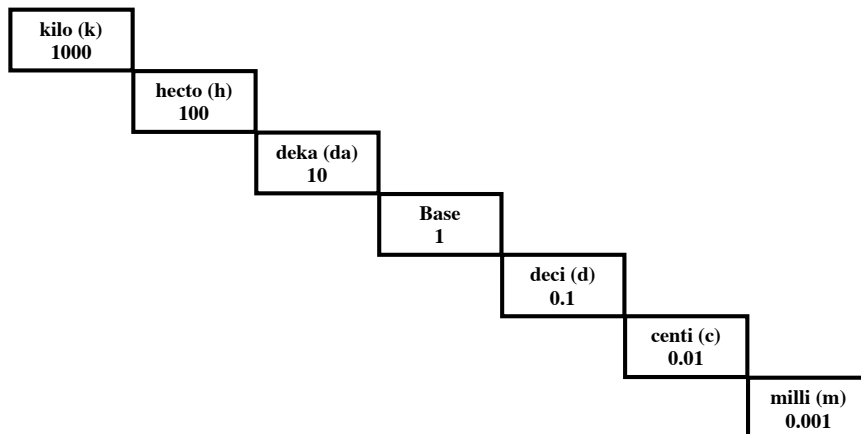 kilo (k)
1000
hecto (h)
100
deka (da)
10
Base
1
deci (d)
0.1
centi (c)
0.01
milli (m)
0.001